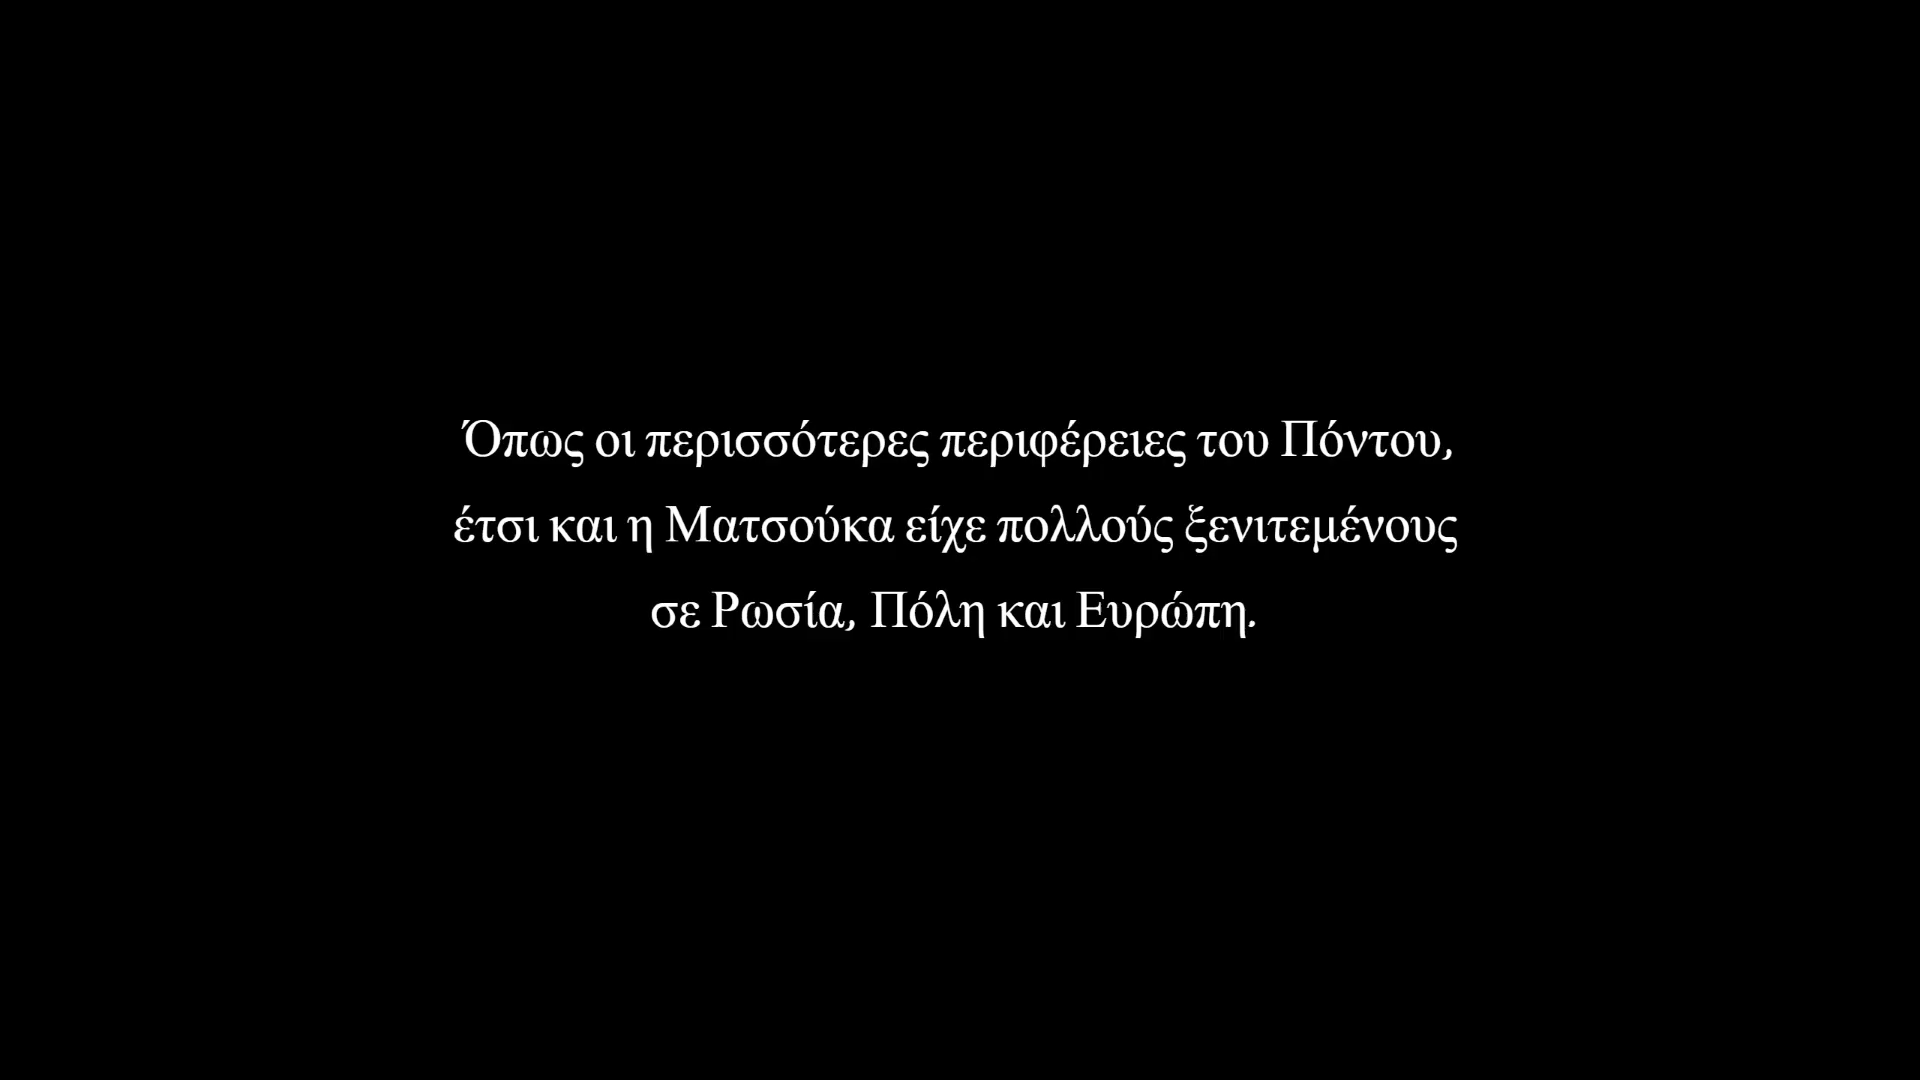 Όπως οι περισσότερες περιφέρειες του Πόντου,
έτσι και η Ματσούκα είχε πολλούς ξενιτεμένους
σε Ρωσία, Πόλη και Ευρώπη.